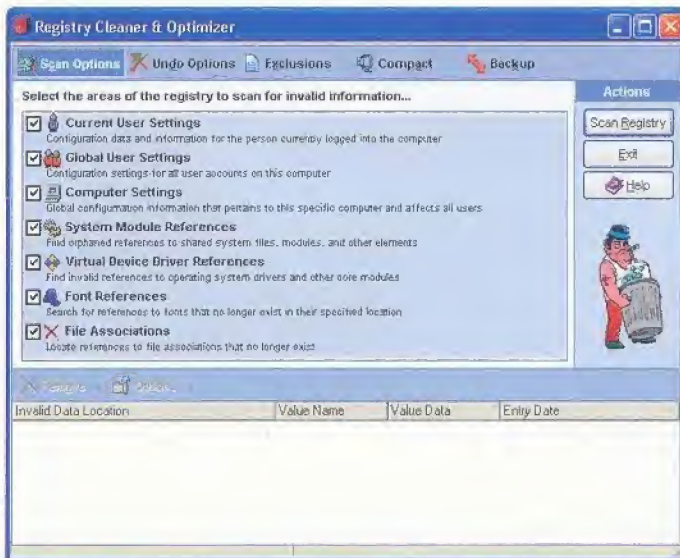 Registry Cleaner & Optimizer
Scan Options Undo Options Exclusions Compact Backup
Select the areas of the registry to scan for invalid information...
Current User Settings
Configuration data and information for the person currently logged into the computer
Global User Settings
Configuration settings for all user accounts on this computer
Computer Settings
Global configuration information that pertains to this specific computer and affects all users
System Module References
Find orphaned references to shared system files, modules, and other elements
Virtual Device Driver References
Find invalid references to operating system drivers and other core modules
Font References
Search for references to fonts that no longer exist in their specified location
File Associations
Locate references to file associations that no longer exist
Actions
Scan Registry
Exit
Help
Invalid Data Location Value Name Value Data Entry Date